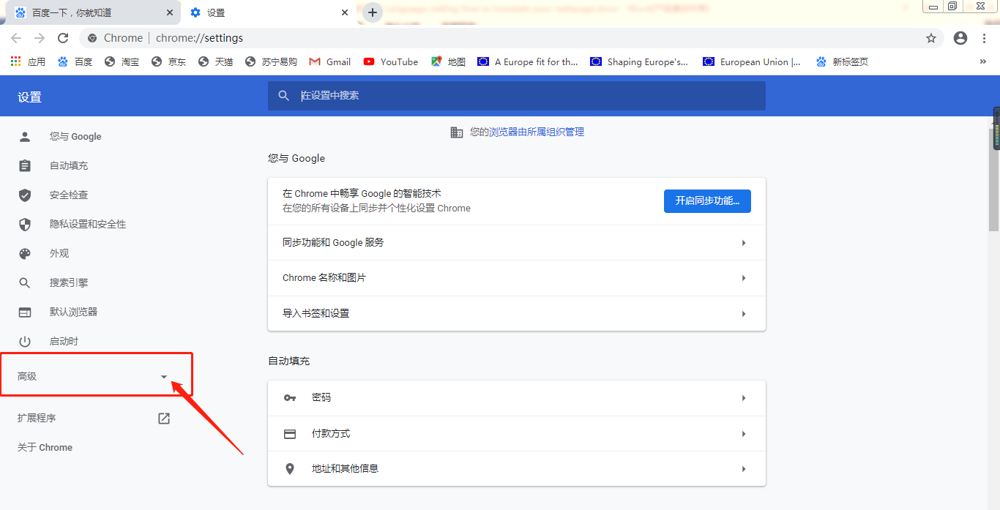 百度一下，你就知道
设置
Chrome | chrome://settings
应用 百度 淘宝 京东 天猫 苏宁易购 Gmail YouTube 地图 A Europe fit for th... Shaping Europe's... European Union |... 新标签页 »
设置
在设置中搜索
您与 Google
自动填充
安全检查
隐私设置和安全性
外观
搜索引擎
默认浏览器
启动时
高级
扩展程序
关于 Chrome
您的浏览器由所属组织管理
您与 Google
在 Chrome 中畅享 Google 的智能技术
在您的所有设备上同步并个性化设置 Chrome
开启同步功能...
同步功能和 Google 服务
Chrome 名称和图片
导入书签和设置
自动填充
密码
付款方式
地址和其他信息